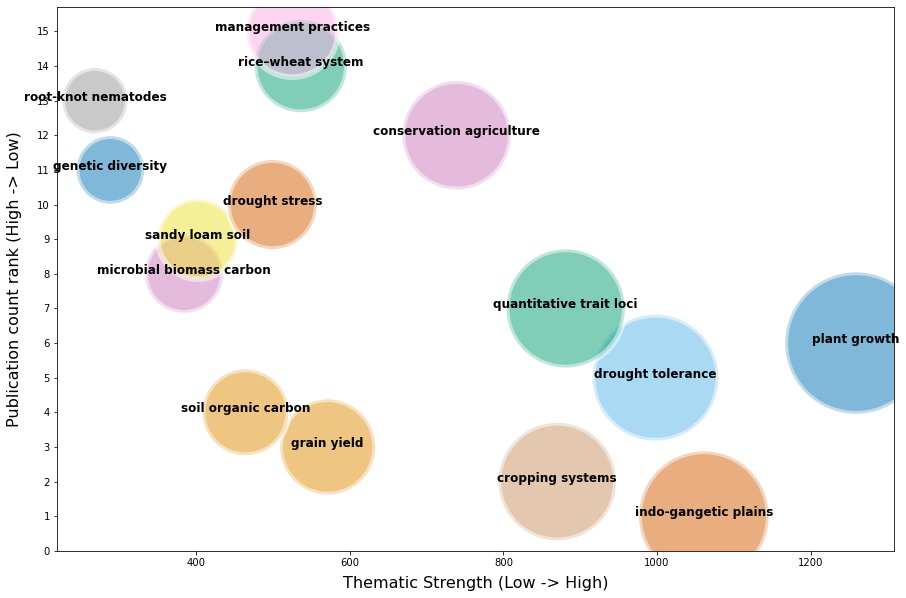 Publication count rank (High -> Low)
15
management practices
14
rice–wheat system
13
root-knot nematodes
12
conservation agriculture
11
genetic diversity
10
drought stress
9
sandy loam soil
8
microbial biomass carbon
7
quantitative trait loci
6
plant growth
5
drought tolerance
4
soil organic carbon
3
grain yield
2
cropping systems
1
indo-gangetic plains
0
400 600 800 1000 1200
Thematic Strength (Low -> High)